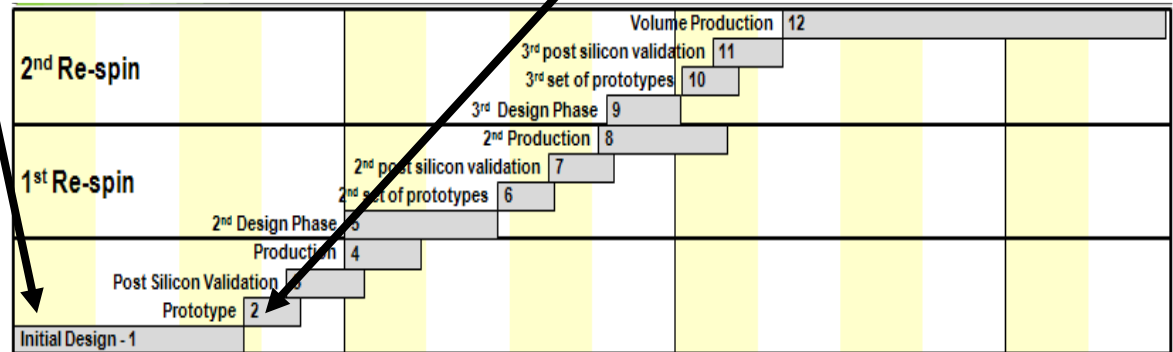 Volume Production 12
3rd post silicon validation 11
2nd Re-spin
3rd set of prototypes 10
3rd Design Phase 9
2nd Production 8
2nd post silicon validation 7
1st Re-spin
2nd set of prototypes 6
2nd Design Phase 5
Production 4
Post Silicon Validation
Prototype 2
Initial Design - 1